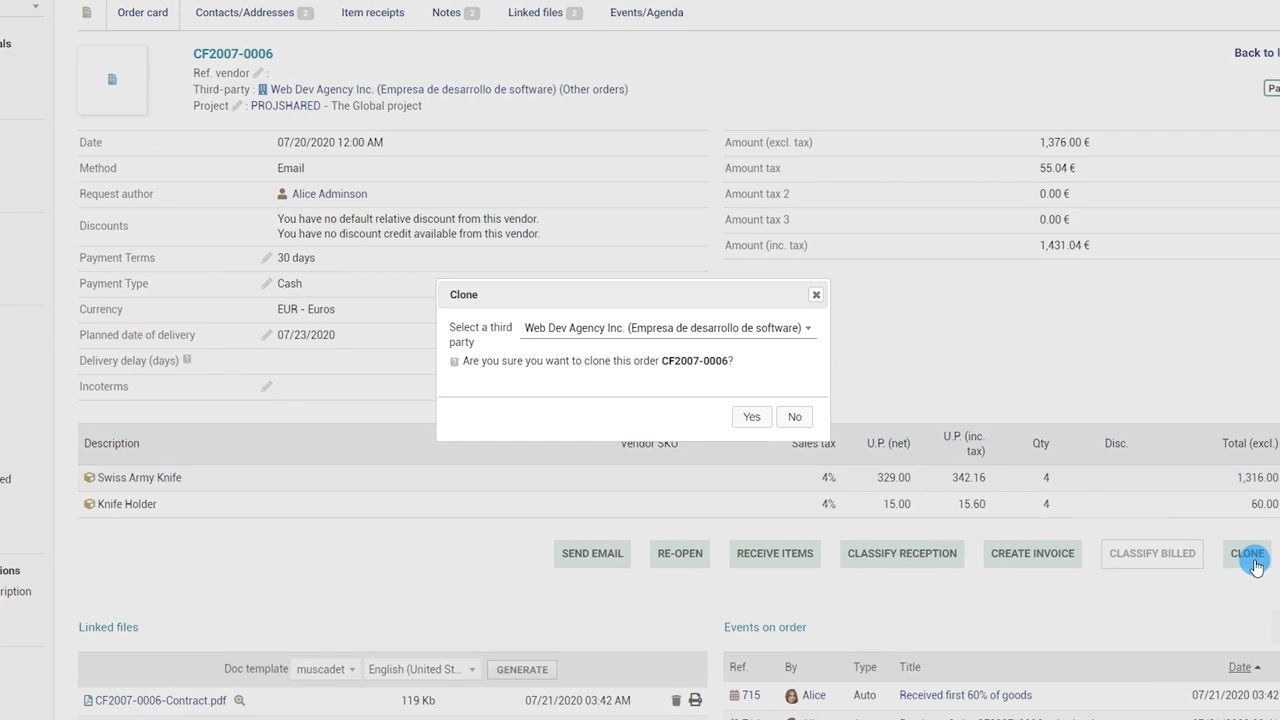 Order card
Contacts/Addresses 2
Item receipts
Notes 2
Linked files 2
Events/Agenda
als
CF2007-0006
Back to l
Ref. vendor :
Third-party : Web Dev Agency Inc. (Empresa de desarrollo de software) (Other orders)
Pa
Project : PROJSHARED - The Global project
Date 07/20/2020 12:00 AM
Amount (excl. tax) 1,376.00 €
Method Email
Amount tax 55.04 €
Request author Alice Adminson
Amount tax 2 0.00 €
Discounts
You have no default relative discount from this vendor.
You have no discount credit available from this vendor.
Amount tax 3 0.00 €
Amount (inc. tax) 1,431.04 €
Payment Terms 30 days
Payment Type Cash
Currency EUR - Euros
Planned date of delivery 07/23/2020
Delivery delay (days)
Incoterms
Clone
Select a third
party
Web Dev Agency Inc. (Empresa de desarrollo de software)
Are you sure you want to clone this order CF2007-0006?
Yes No
Description Vendor SKU Sales tax U.P. (net) U.P. (inc.
tax) Qty Disc. Total (excl.)
Swiss Army Knife 4% 329.00 342.16 4 1,316.00
ed
Knife Holder 4% 15.00 15.60 4 60.00
SEND EMAIL RE-OPEN RECEIVE ITEMS CLASSIFY RECEPTION CREATE INVOICE CLASSIFY BILLED CLONE
ions
ription
Linked files
Events on order
Doc template muscadet English (United St... GENERATE
Ref. By Type Title Date
CF2007-0006-Contract.pdf 119 Kb 07/21/2020 03:42 AM
715 Alice Auto Received first 60% of goods 07/21/2020 03:42